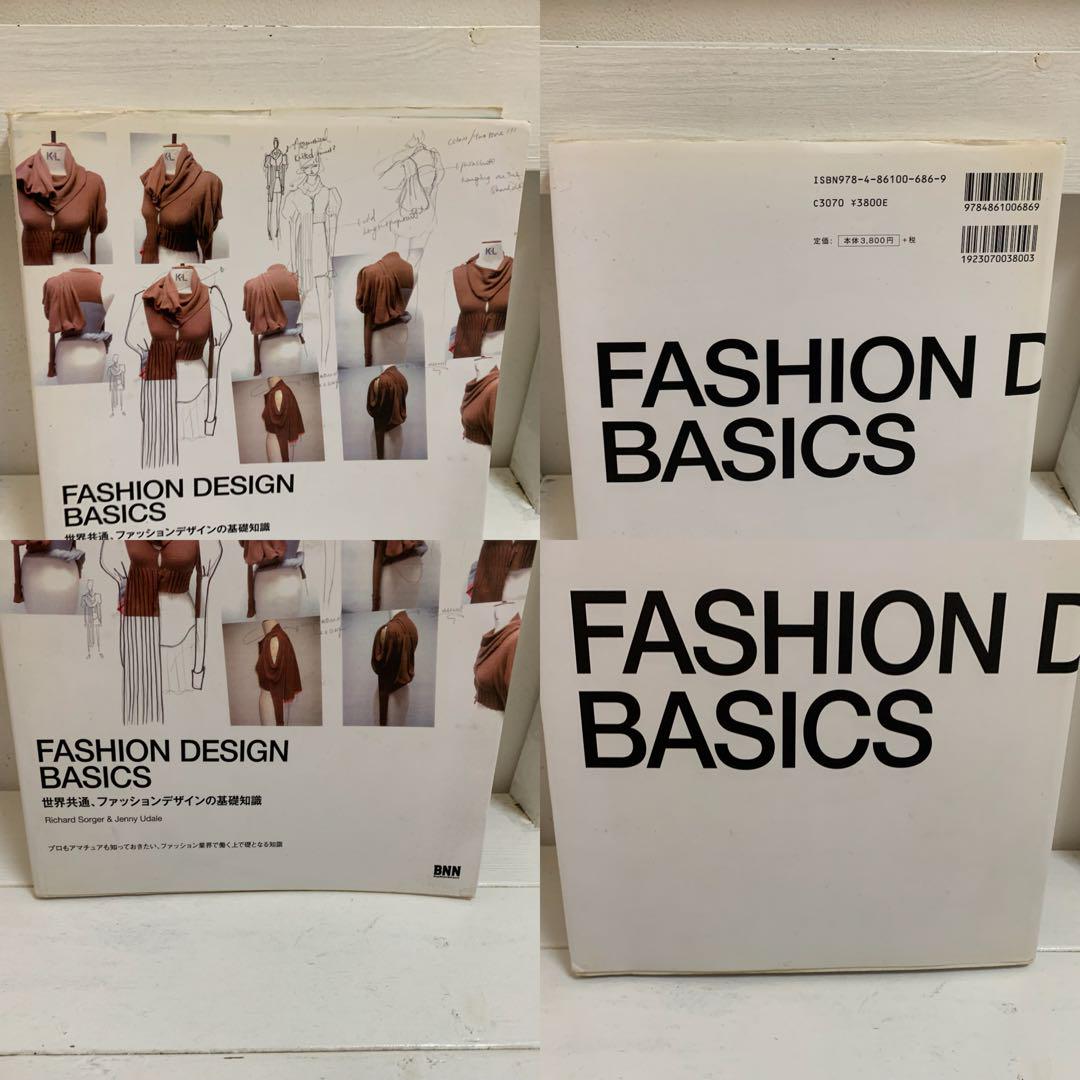 K&L
K&L
K&L
K&L
FASHION DESIGN
BASICS
世界共通、ファッションデザインの基礎知識
ISBN978-4-86100-686-9
C3070 ¥3800E
定価: 本体3,800円 +税
9784861006869
1923070038003
FASHION D
BASICS
FASHION DESIGN
BASICS
世界共通、ファッションデザインの基礎知識
Richard Sorger & Jenny Udale
プロもアマチュアも知っておきたい、ファッション業界で働く上で礎となる知識
BNN
FASHION D
BASICS